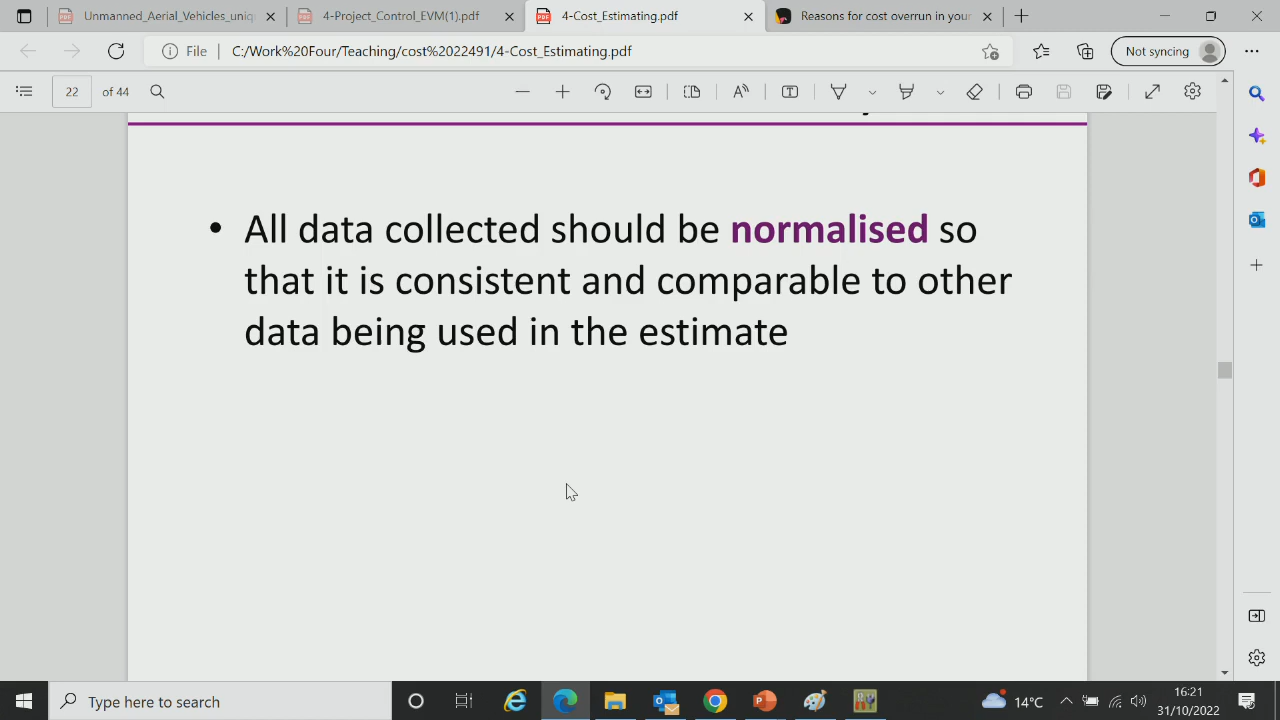 Unmanned_Aerial_Vehicles_uniq
4-Project_Control_EVM(1).pdf
4-Cost_Estimating.pdf
Reasons for cost overrun in your
File
C:/Work%20Four/Teaching/cost%2022491/4-Cost_Estimating.pdf
Not syncing
22 of 44
• All data collected should be normalised so
that it is consistent and comparable to other
data being used in the estimate
Type here to search
14°C
16:21
31/10/2022